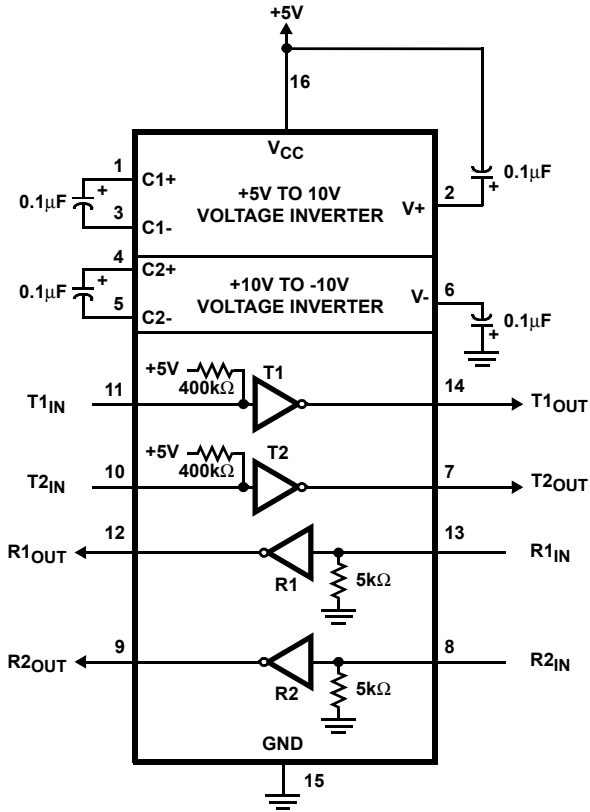 +5V
16
VCC
1
C1+
+
0.1μF
3
C1-
+5V TO 10V
VOLTAGE INVERTER
V+
2
0.1μF
+
4
C2+
+
0.1μF
5
C2-
+10V TO -10V
VOLTAGE INVERTER
V-
6
0.1μF
+
+5V
400kΩ
T1
T1IN
11
14
T1OUT
+5V
400kΩ
T2
T2IN
10
7
T2OUT
R1OUT
12
R1
5kΩ
13
R1IN
R2OUT
9
R2
5kΩ
8
R2IN
GND
15